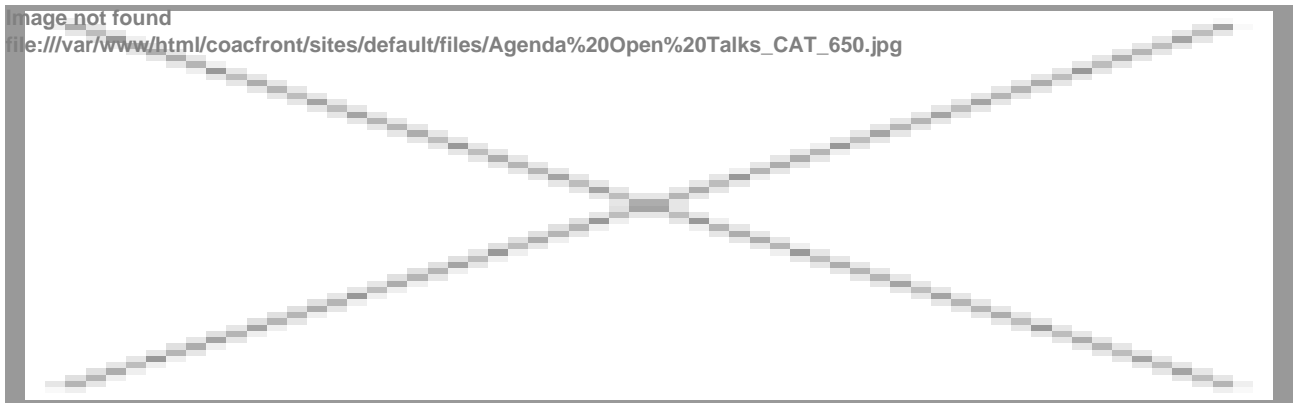 Image not found
file:///var/www/html/coacfront/sites/default/files/Agenda%20Open%20Talks_CAT_650.jpg